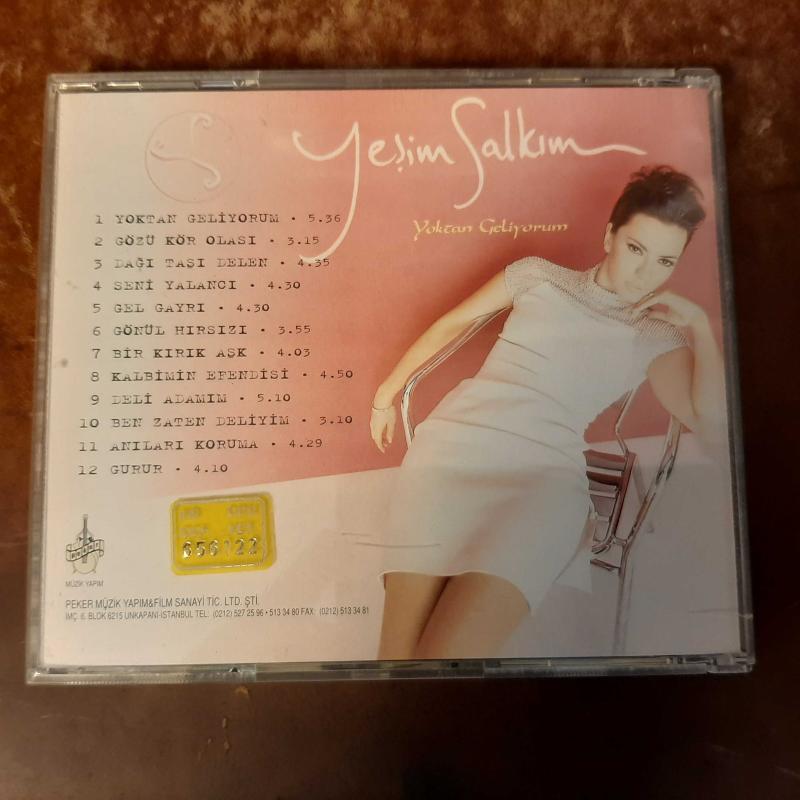 Yeşim Salkım
Yoktan Geliyorum
1 YOKTAN GELİYORUM · 5.36
2 GÖZÜ KÖR OLASI · 3.15
3 DAĞI TAŞI DELEN · 4.35
4 SENİ YALANCI · 4.30
5 GEL GAYRI · 4.30
6 GÖNÜL HIRSIZI · 3.55
7 BİR KIRIK AŞK · 4.03
8 KALBİMİN EFENDİSİ · 4.50
9 DELİ ADAMIM · 5.10
10 BEN ZATEN DELİYİM · 3.10
11 ANILARI KORUMA · 4.29
12 GURUR · 4.10
656122
MÜZİK YAPIM
PEKER MÜZİK YAPIM&FİLM SANAYİ TİC. LTD. ŞTİ.
İMÇ. 6. BLOK 6215 UNKAPANI-İSTANBUL TEL: (0212) 527 25 96 • 513 34 80 FAX: (0212) 513 34 81